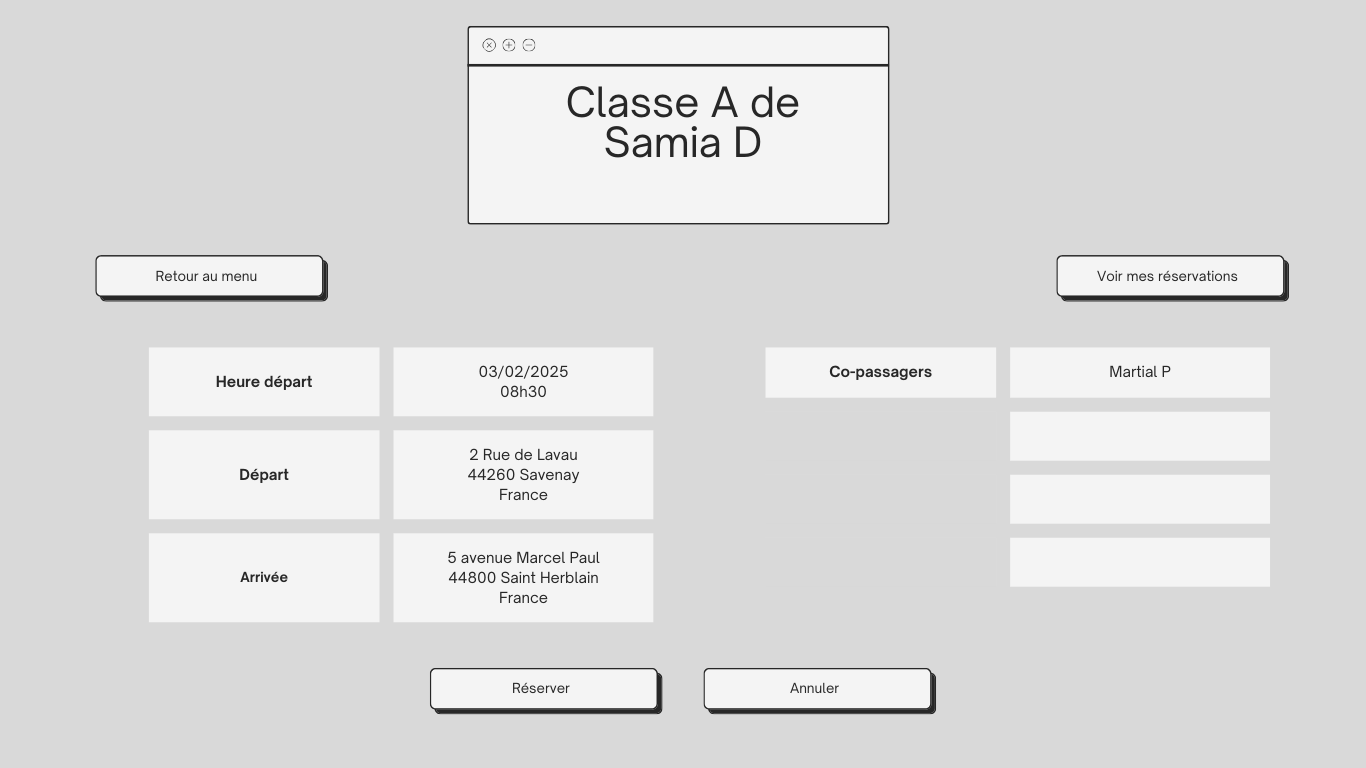 Classe A de
Samia D
Retour au menu
Voir mes réservations
Heure départ
03/02/2025
08h30
Départ
2 Rue de Lavau
44260 Savenay
France
Arrivée
5 avenue Marcel Paul
44800 Saint Herblain
France
Co-passagers
Martial P
Réserver
Annuler